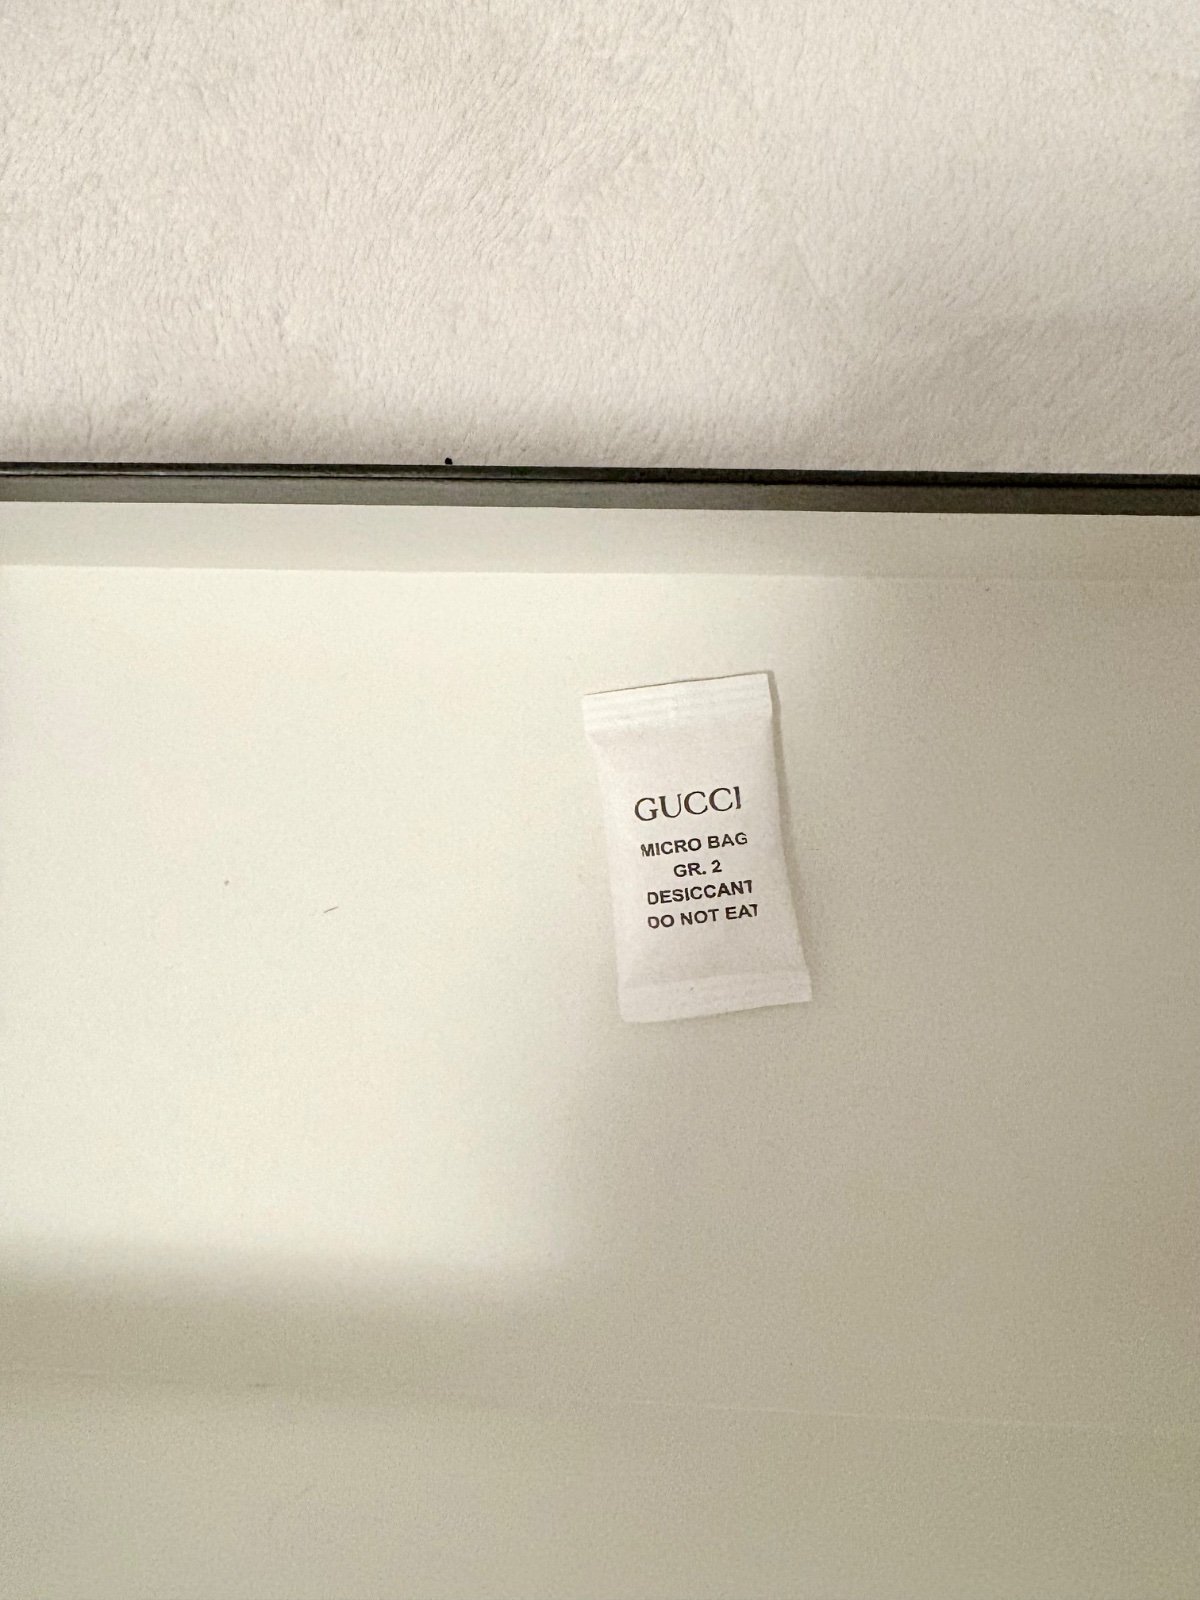 GUCCI
MICRO BAG
GR. 2
DESICCANT
DO NOT EAT